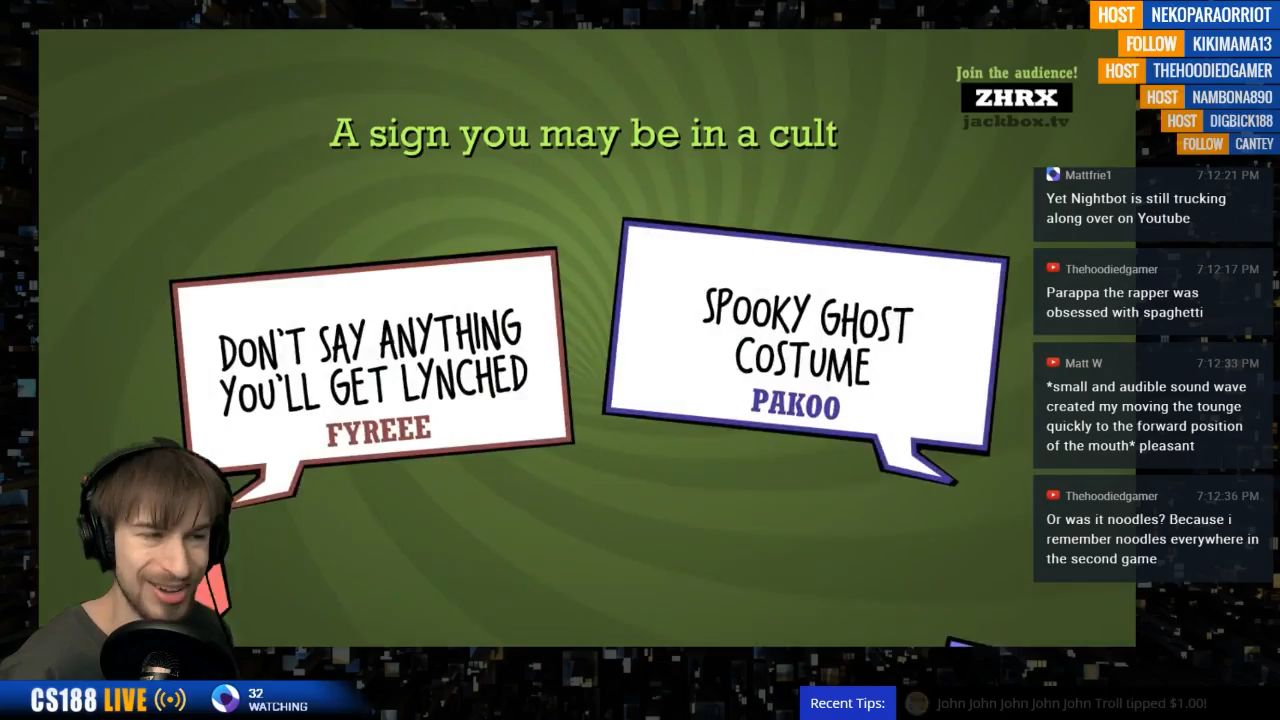 HOST NEKOPARAORRIOT
FOLLOW KIKIMAMA13
HOST THEHOODIEDGAMER
HOST NAMBONA890
HOST DIGBICK188
FOLLOW CANTEY
Join the audience!
ZHRX
jackbox.tv
A sign you may be in a cult
DON'T SAY ANYTHING
YOU'LL GET LYNCHED
FYREEE
SPOOKY GHOST
COSTUME
PAKOO
Mattfrie1 7:12:21 PM
Yet Nightbot is still trucking
along over on Youtube
Thehoodiedgamer 7:12:17 PM
Parappa the rapper was
obsessed with spaghetti
Matt W 7:12:33 PM
*small and audible sound wave
created my moving the tounge
quickly to the forward position
of the mouth* pleasant
Thehoodiedgamer 7:12:36 PM
Or was it noodles? Because i
remember noodles everywhere in
the second game
CS188 LIVE
32
WATCHING
Recent Tips: John John John John John Troll tipped $1.00!